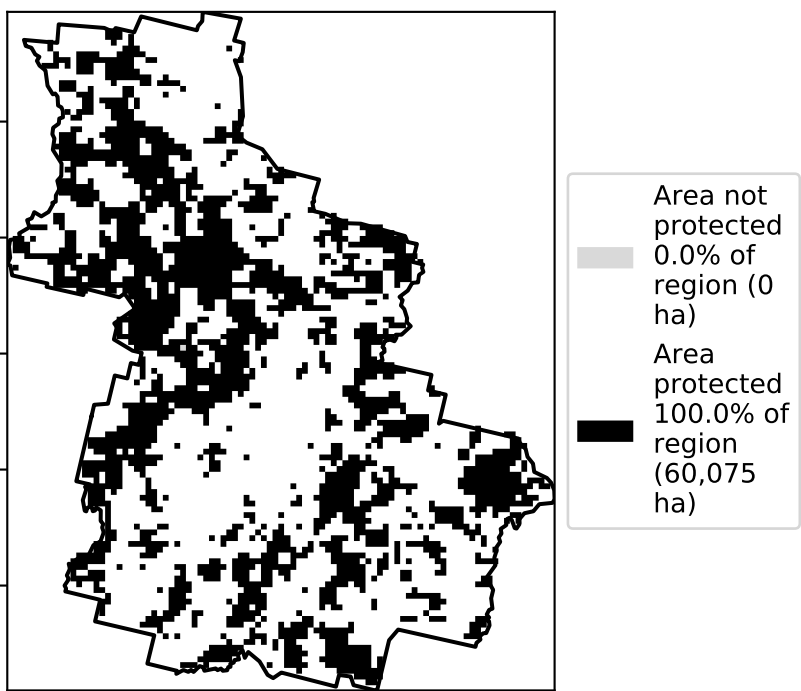 Area not
protected
0.0% of
region (0
ha)
Area
protected
100.0% of
region
(60,075
ha)